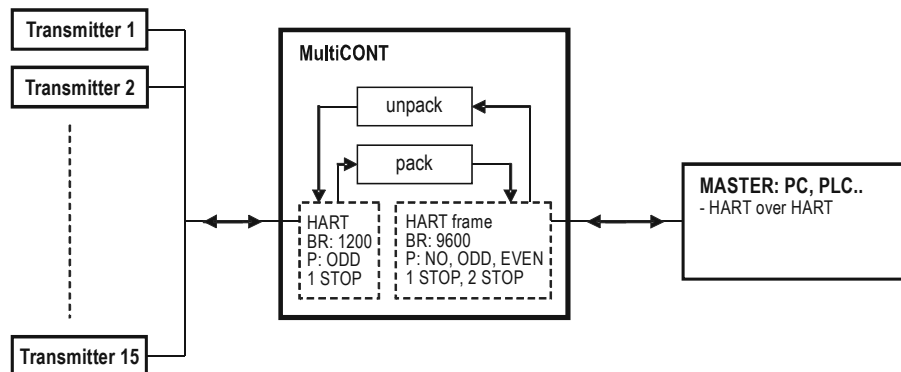 Transmitter 1
Transmitter 2
Transmitter 15
MultiCONT
unpack
pack
HART
BR: 1200
P: ODD
1 STOP
HART frame
BR: 9600
P: NO, ODD, EVEN
1 STOP, 2 STOP
MASTER: PC, PLC..
- HART over HART